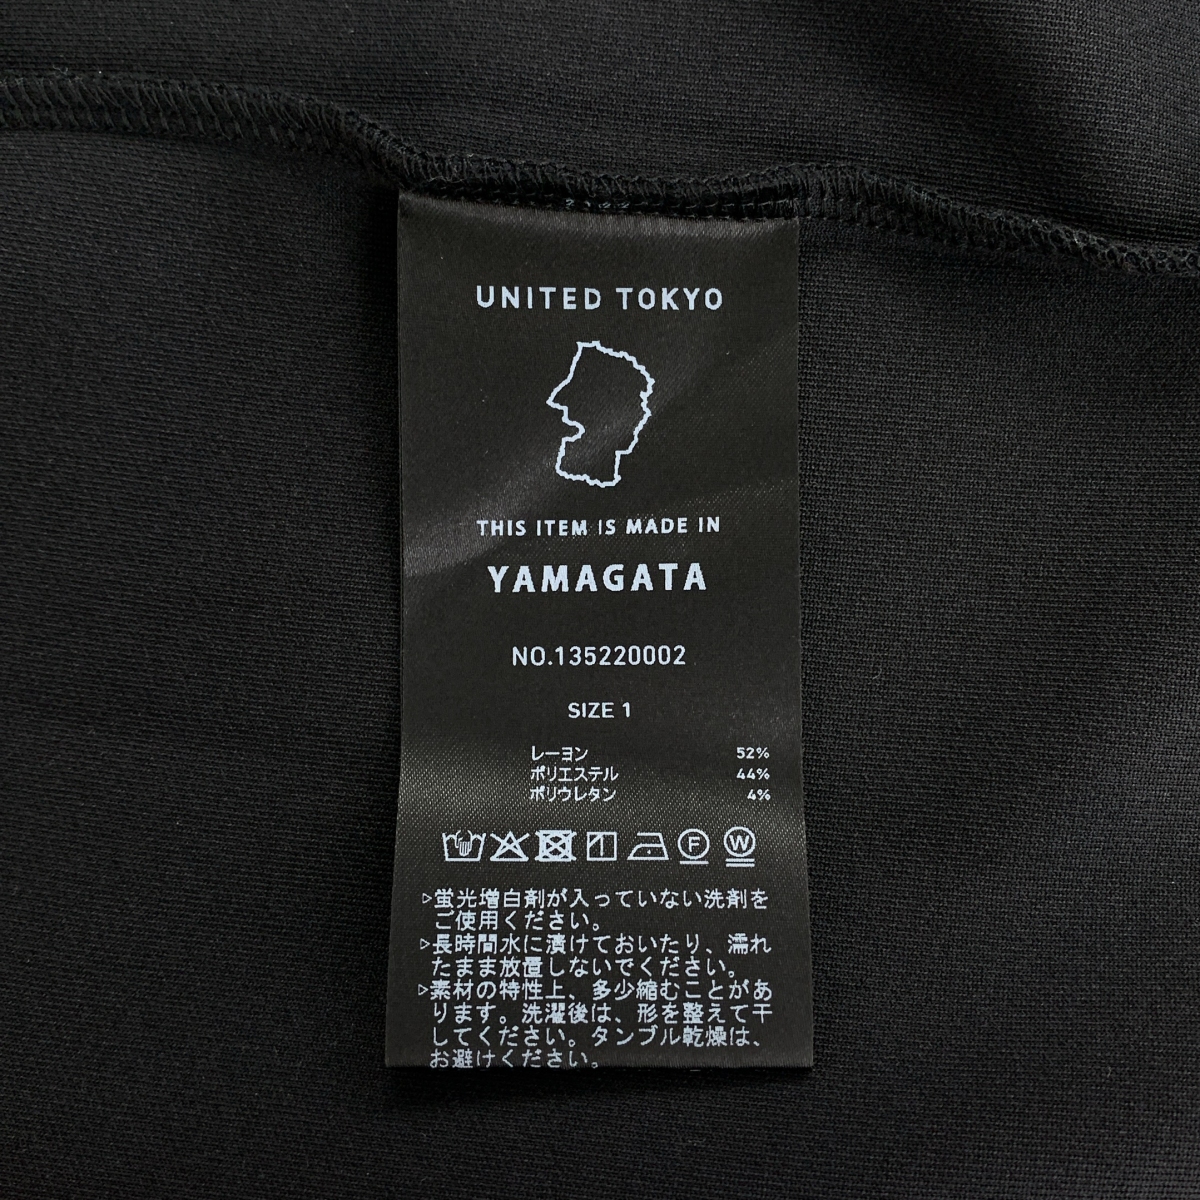 UNITED TOKYO
THIS ITEM IS MADE IN
YAMAGATA
NO.135220002
SIZE 1
レーヨン 52%
ポリエステル 44%
ポリウレタン 4%
F W
▷蛍光増白剤が入っていない洗剤を
ご使用ください。
▷長時間水に漬けておいたり、濡れ
たまま放置しないでください。
▷素材の特性上、多少縮むことがあ
ります。洗濯後は、形を整えて干
してください。タンブル乾燥は、
お避けください。